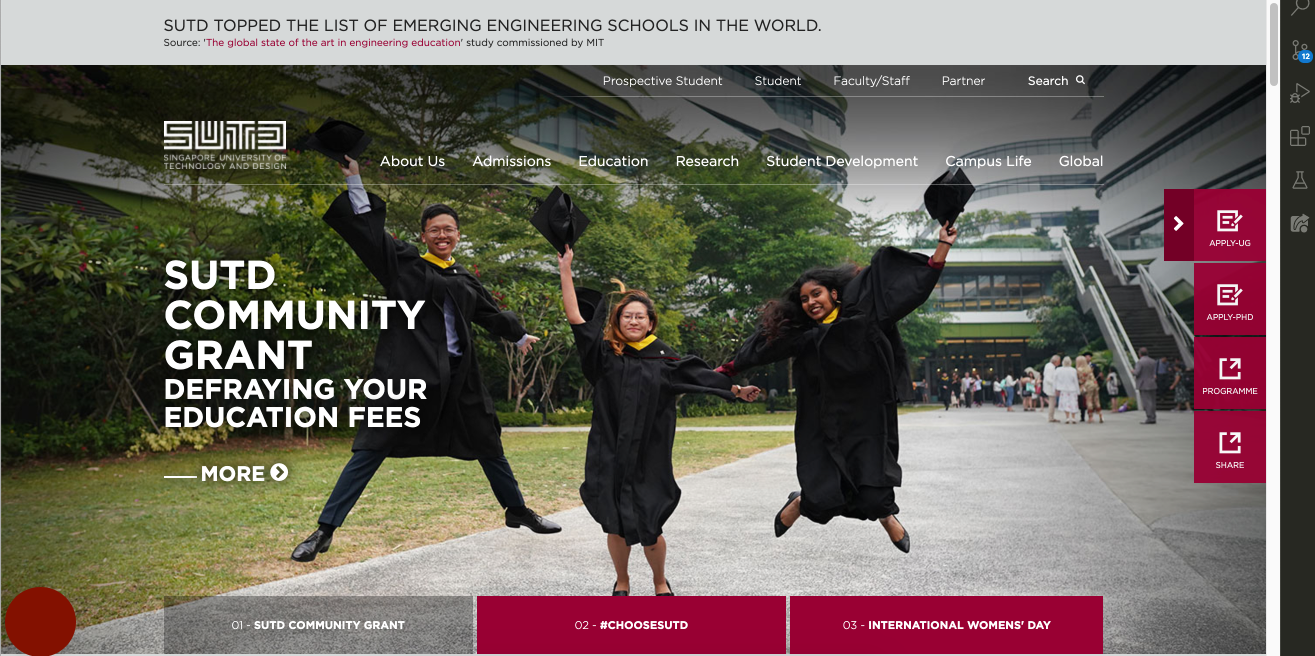 SUTD TOPPED THE LIST OF EMERGING ENGINEERING SCHOOLS IN THE WORLD.
Source: 'The global state of the art in engineering education' study commissioned by MIT
Prospective Student Student Faculty/Staff Partner Search
SUTD
SINGAPORE UNIVERSITY OF
TECHNOLOGY AND DESIGN
About Us Admissions Education Research Student Development Campus Life Global
12
APPLY-UG
APPLY-PHD
PROGRAMME
SHARE
SUTD
COMMUNITY
GRANT
DEFRAYING YOUR
EDUCATION FEES
MORE
01 - SUTD COMMUNITY GRANT
02 - #CHOOSESUTD
03 - INTERNATIONAL WOMENS' DAY